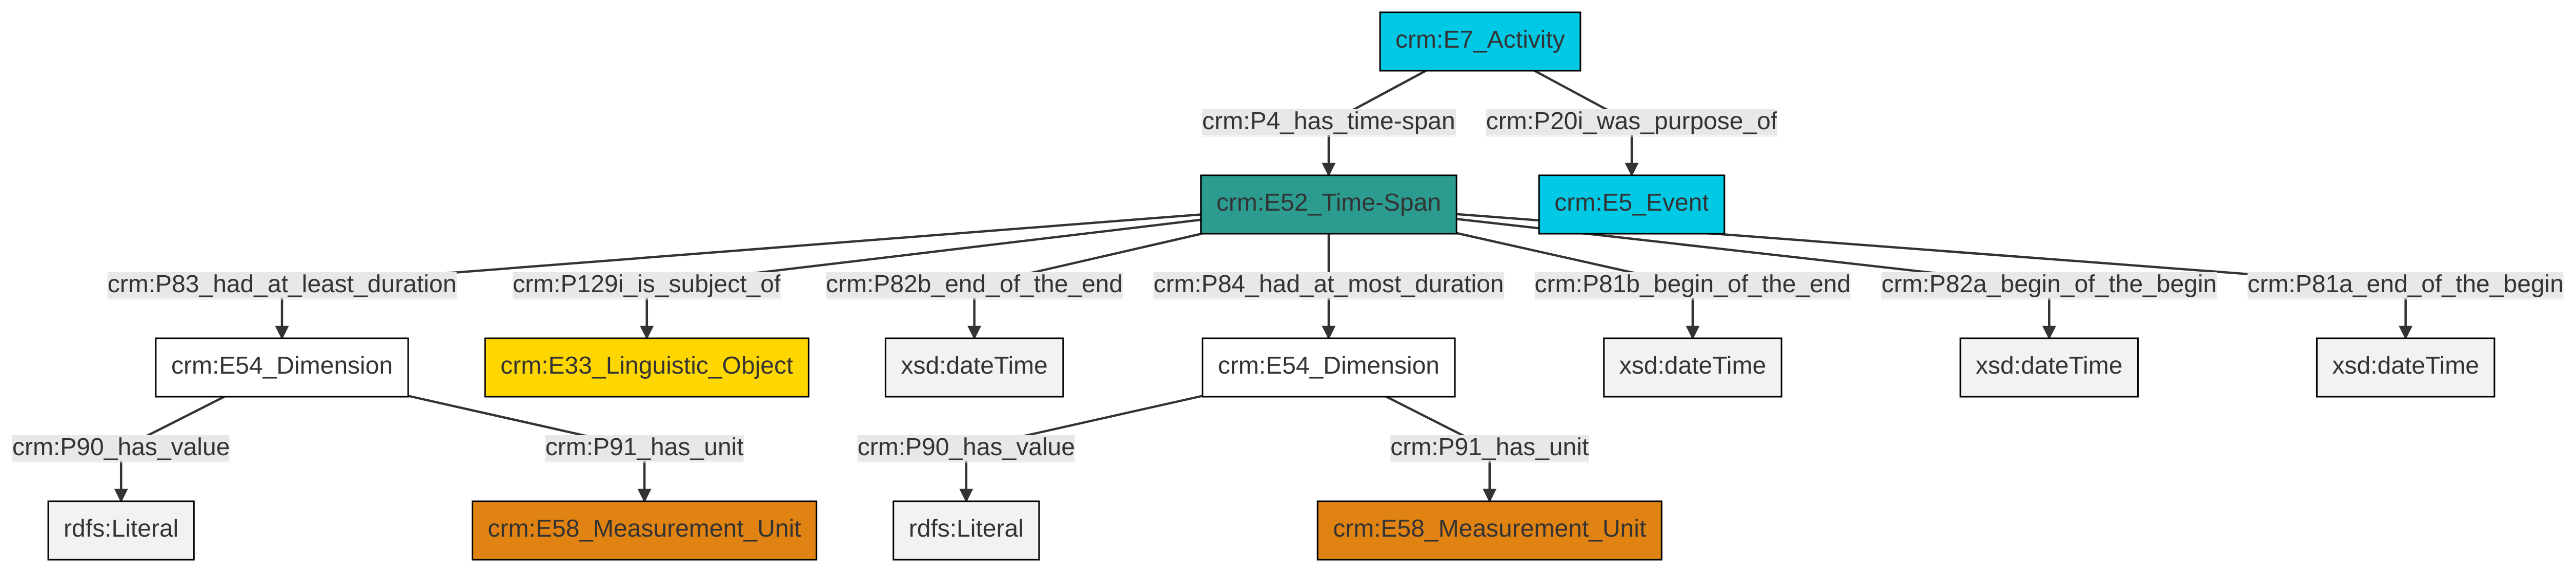 crm:E7_Activity
crm:P4_has_time-span
crm:P20i_was_purpose_of
crm:E52_Time-Span
crm:E5_Event
crm:P83_had_at_least_duration
crm:P129i_is_subject_of
crm:P82b_end_of_the_end
crm:P84_had_at_most_duration
crm:P81b_begin_of_the_end
crm:P82a_begin_of_the_begin
crm:P81a_end_of_the_begin
crm:E54_Dimension
crm:E33_Linguistic_Object
xsd:dateTime
crm:E54_Dimension
xsd:dateTime
xsd:dateTime
xsd:dateTime
crm:P90_has_value
crm:P91_has_unit
crm:P90_has_value
crm:P91_has_unit
rdfs:Literal
crm:E58_Measurement_Unit
rdfs:Literal
crm:E58_Measurement_Unit